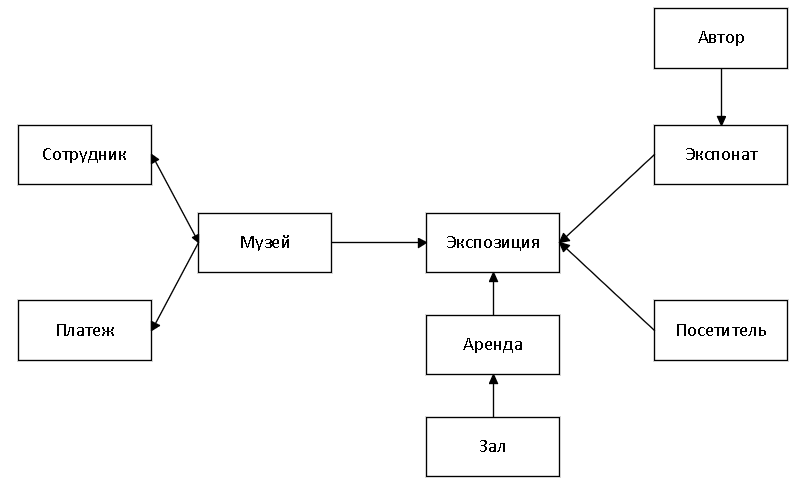 Автор
Сотрудник
Экспонат
Музей
Экспозиция
Платеж
Аренда
Посетитель
Зал